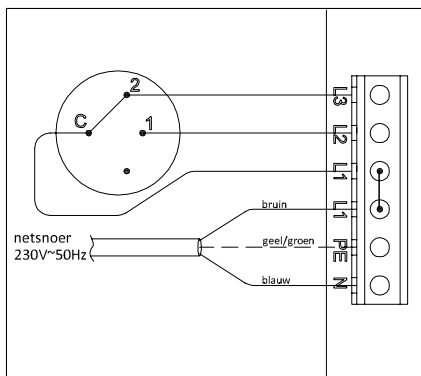 2
C
1
L3
L2
L1
bruin
L1
netsnoer
230V~50Hz
geel/groen
PE
blauw
N